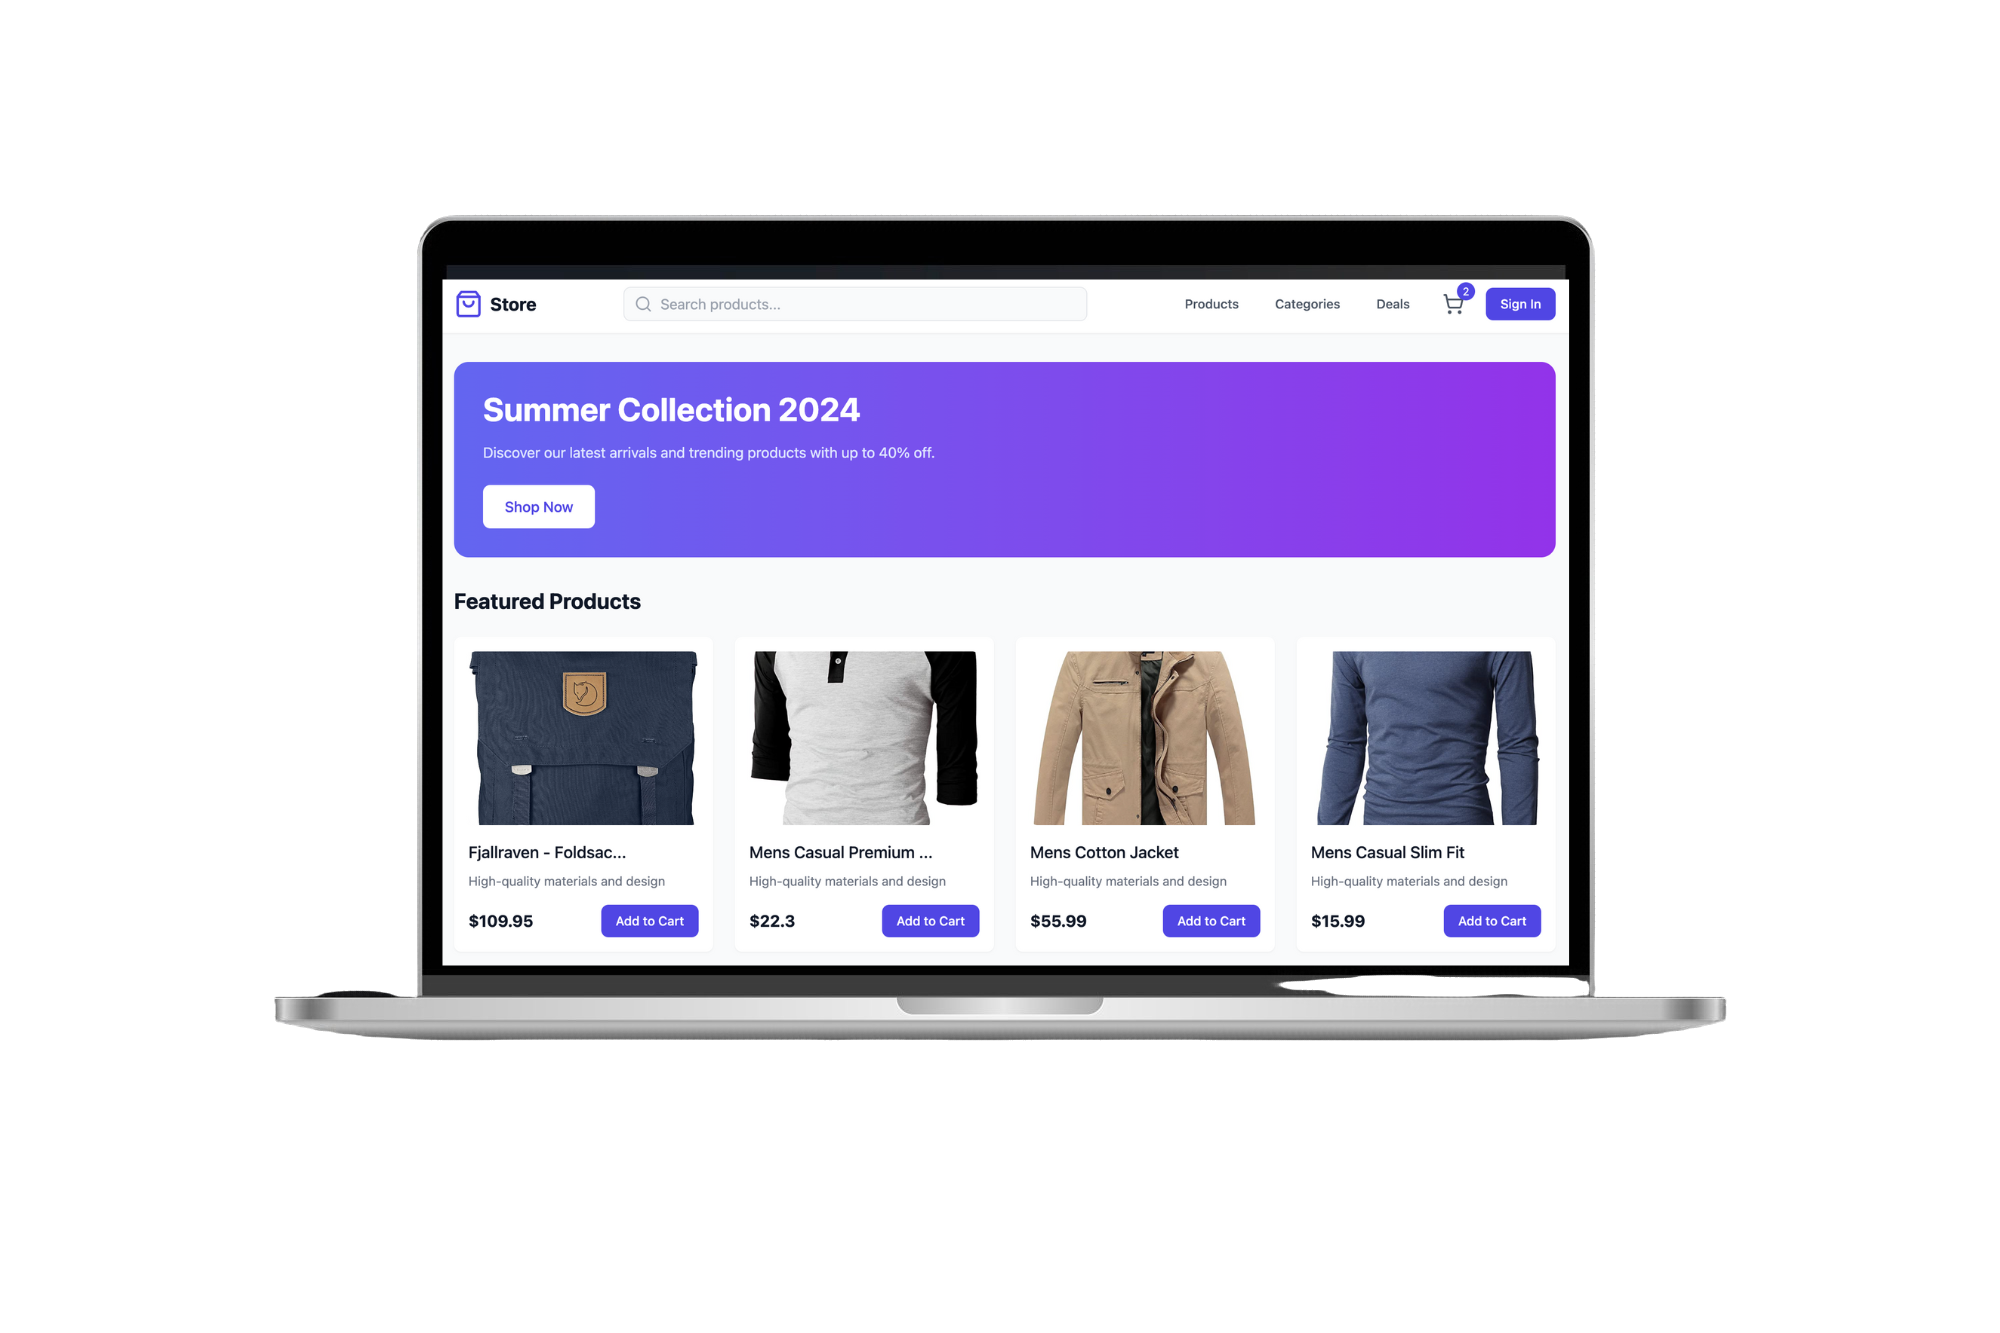 Store
Search products...
Products
Categories
Deals
2
Sign In
Summer Collection 2024
Discover our latest arrivals and trending products with up to 40% off.
Shop Now
Featured Products
Fjallraven - Foldsac...
High-quality materials and design
$109.95
Add to Cart
Mens Casual Premium ...
High-quality materials and design
$22.3
Add to Cart
Mens Cotton Jacket
High-quality materials and design
$55.99
Add to Cart
Mens Casual Slim Fit
High-quality materials and design
$15.99
Add to Cart